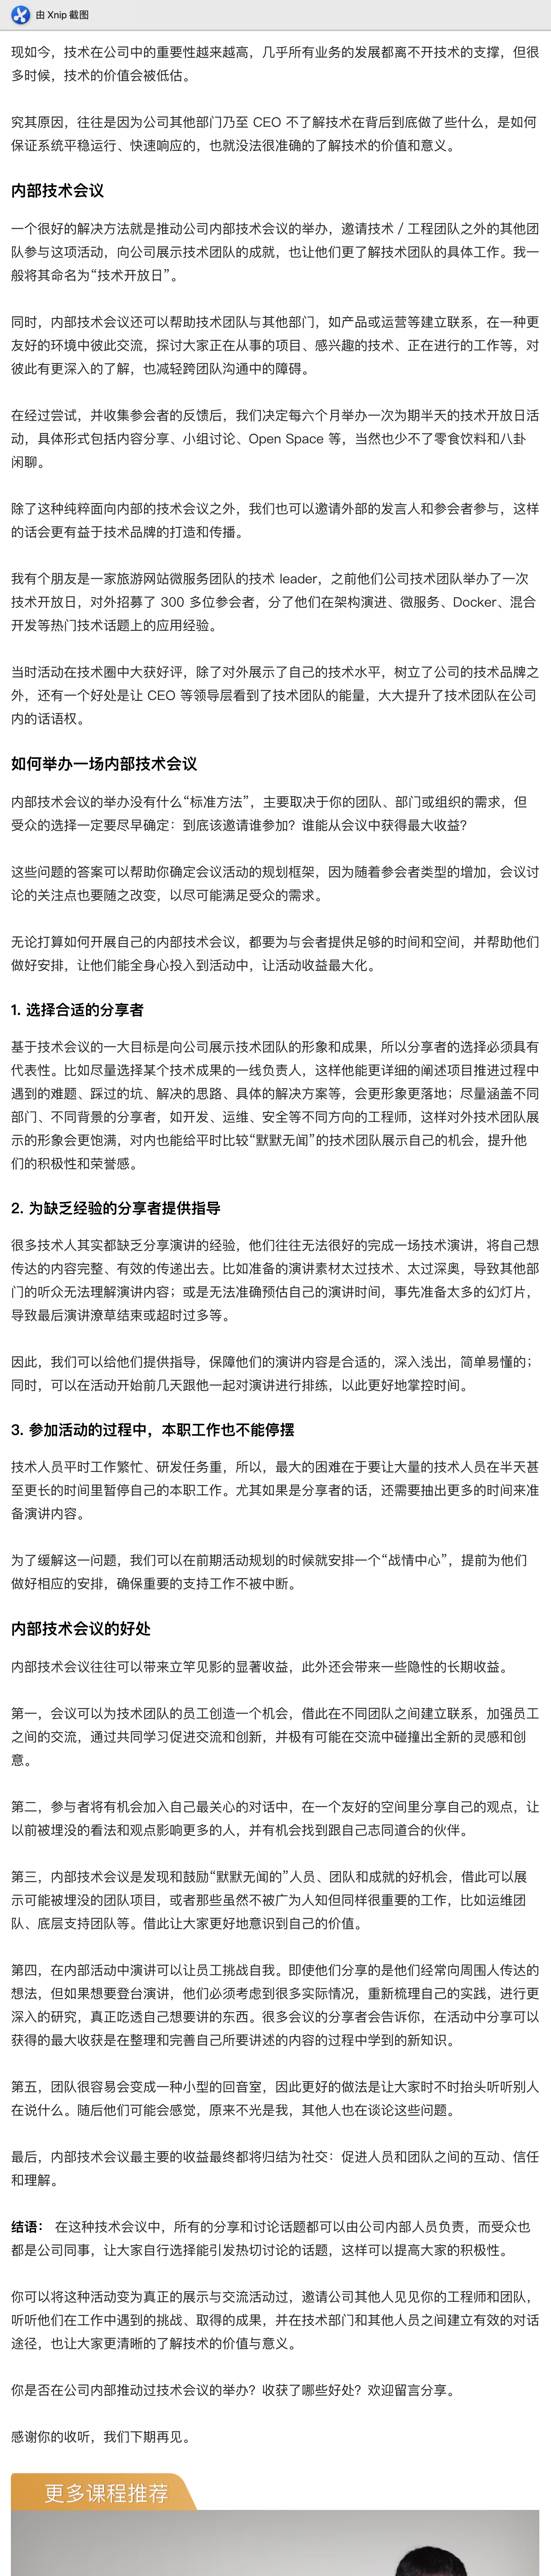 由 Xnip 截图
现如今，技术在公司中的重要性越来越高，几乎所有业务的发展都离不开技术的支撑，但很
多时候，技术的价值会被低估。
究其原因，往往是因为公司其他部门乃至 CEO 不了解技术在背后到底做了些什么，是如何
保证系统平稳运行、快速响应的，也就没法很准确的了解技术的价值和意义。
内部技术会议
一个很好的解决方法就是推动公司内部技术会议的举办，邀请技术 / 工程团队之外的其他团
队参与这项活动，向公司展示技术团队的成就，也让他们更了解技术团队的具体工作。我一
般将其命名为“技术开放日”。
同时，内部技术会议还可以帮助技术团队与其他部门，如产品或运营等建立联系，在一种更
友好的环境中彼此交流，探讨大家正在从事的项目、感兴趣的技术、正在进行的工作等，对
彼此有更深入的了解，也减轻跨团队沟通中的障碍。
在经过尝试，并收集参会者的反馈后，我们决定每六个月举办一次为期半天的技术开放日活
动，具体形式包括内容分享、小组讨论、Open Space 等，当然也少不了零食饮料和八卦
闲聊。
除了这种纯粹面向内部的技术会议之外，我们也可以邀请外部的发言人和参会者参与，这样
的话会更有益于技术品牌的打造和传播。
我有个朋友是一家旅游网站微服务团队的技术 leader，之前他们公司技术团队举办了一次
技术开放日，对外招募了 300 多位参会者，分了他们在架构演进、微服务、Docker、混合
开发等热门技术话题上的应用经验。
当时活动在技术圈中大获好评，除了对外展示了自己的技术水平，树立了公司的技术品牌之
外，还有一个好处是让 CEO 等领导层看到了技术团队的能量，大大提升了技术团队在公司
内的话语权。
如何举办一场内部技术会议
内部技术会议的举办没有什么“标准方法”，主要取决于你的团队、部门或组织的需求，但
受众的选择一定要尽早确定：到底该邀请谁参加？谁能从会议中获得最大收益？
这些问题的答案可以帮助你确定会议活动的规划框架，因为随着参会者类型的增加，会议讨
论的关注点也要随之改变，以尽可能满足受众的需求。
无论打算如何开展自己的内部技术会议，都要为与会者提供足够的时间和空间，并帮助他们
做好安排，让他们能全身心投入到活动中，让活动收益最大化。
1. 选择合适的分享者
基于技术会议的一大目标是向公司展示技术团队的形象和成果，所以分享者的选择必须具有
代表性。比如尽量选择某个技术成果的一线负责人，这样他能更详细的阐述项目推进过程中
遇到的难题、踩过的坑、解决的思路、具体的解决方案等，会更形象更落地；尽量涵盖不同
部门、不同背景的分享者，如开发、运维、安全等不同方向的工程师，这样对外技术团队展
示的形象会更饱满，对内也能给平时比较“默默无闻”的技术团队展示自己的机会，提升他
们的积极性和荣誉感。
2. 为缺乏经验的分享者提供指导
很多技术人其实都缺乏分享演讲的经验，他们往往无法很好的完成一场技术演讲，将自己想
传达的内容完整、有效的传递出去。比如准备的演讲素材太过技术、太过深奥，导致其他部
门的听众无法理解演讲内容；或是无法准确预估自己的演讲时间，事先准备太多的幻灯片，
导致最后演讲潦草结束或超时过多等。
因此，我们可以给他们提供指导，保障他们的演讲内容是合适的，深入浅出，简单易懂的；
同时，可以在活动开始前几天跟他一起对演讲进行排练，以此更好地掌控时间。
3. 参加活动的过程中，本职工作也不能停摆
技术人员平时工作繁忙、研发任务重，所以，最大的困难在于要让大量的技术人员在半天甚
至更长的时间里暂停自己的本职工作。尤其如果是分享者的话，还需要抽出更多的时间来准
备演讲内容。
为了缓解这一问题，我们可以在前期活动规划的时候就安排一个“战情中心”，提前为他们
做好相应的安排，确保重要的支持工作不被中断。
内部技术会议的好处
内部技术会议往往可以带来立竿见影的显著收益，此外还会带来一些隐性的长期收益。
第一，会议可以为技术团队的员工创造一个机会，借此在不同团队之间建立联系，加强员工
之间的交流，通过共同学习促进交流和创新，并极有可能在交流中碰撞出全新的灵感和创
意。
第二，参与者将有机会加入自己最关心的对话中，在一个友好的空间里分享自己的观点，让
以前被埋没的看法和观点影响更多的人，并有机会找到跟自己志同道合的伙伴。
第三，内部技术会议是发现和鼓励“默默无闻的”人员、团队和成就的好机会，借此可以展
示可能被埋没的团队项目，或者那些虽然不被广为人知但同样很重要的工作，比如运维团
队、底层支持团队等。借此让大家更好地意识到自己的价值。
第四，在内部活动中演讲可以让员工挑战自我。即使他们分享的是他们经常向周围人传达的
想法，但如果想要登台演讲，他们必须考虑到很多实际情况，重新梳理自己的实践，进行更
深入的研究，真正吃透自己想要讲的东西。很多会议的分享者会告诉你，在活动中分享可以
获得的最大收获是在整理和完善自己所要讲述的内容的过程中学到的新知识。
第五，团队很容易会变成一种小型的回音室，因此更好的做法是让大家时不时抬头听听别人
在说什么。随后他们可能会感觉，原来不光是我，其他人也在谈论这些问题。
最后，内部技术会议最主要的收益最终都将归结为社交：促进人员和团队之间的互动、信任
和理解。
结语： 在这种技术会议中，所有的分享和讨论话题都可以由公司内部人员负责，而受众也
都是公司同事，让大家自行选择能引发热切讨论的话题，这样可以提高大家的积极性。
你可以将这种活动变为真正的展示与交流活动过，邀请公司其他人见见你的工程师和团队，
听听他们在工作中遇到的挑战、取得的成果，并在技术部门和其他人员之间建立有效的对话
途径，也让大家更清晰的了解技术的价值与意义。
你是否在公司内部推动过技术会议的举办？收获了哪些好处？欢迎留言分享。
感谢你的收听，我们下期再见。
更多课程推荐